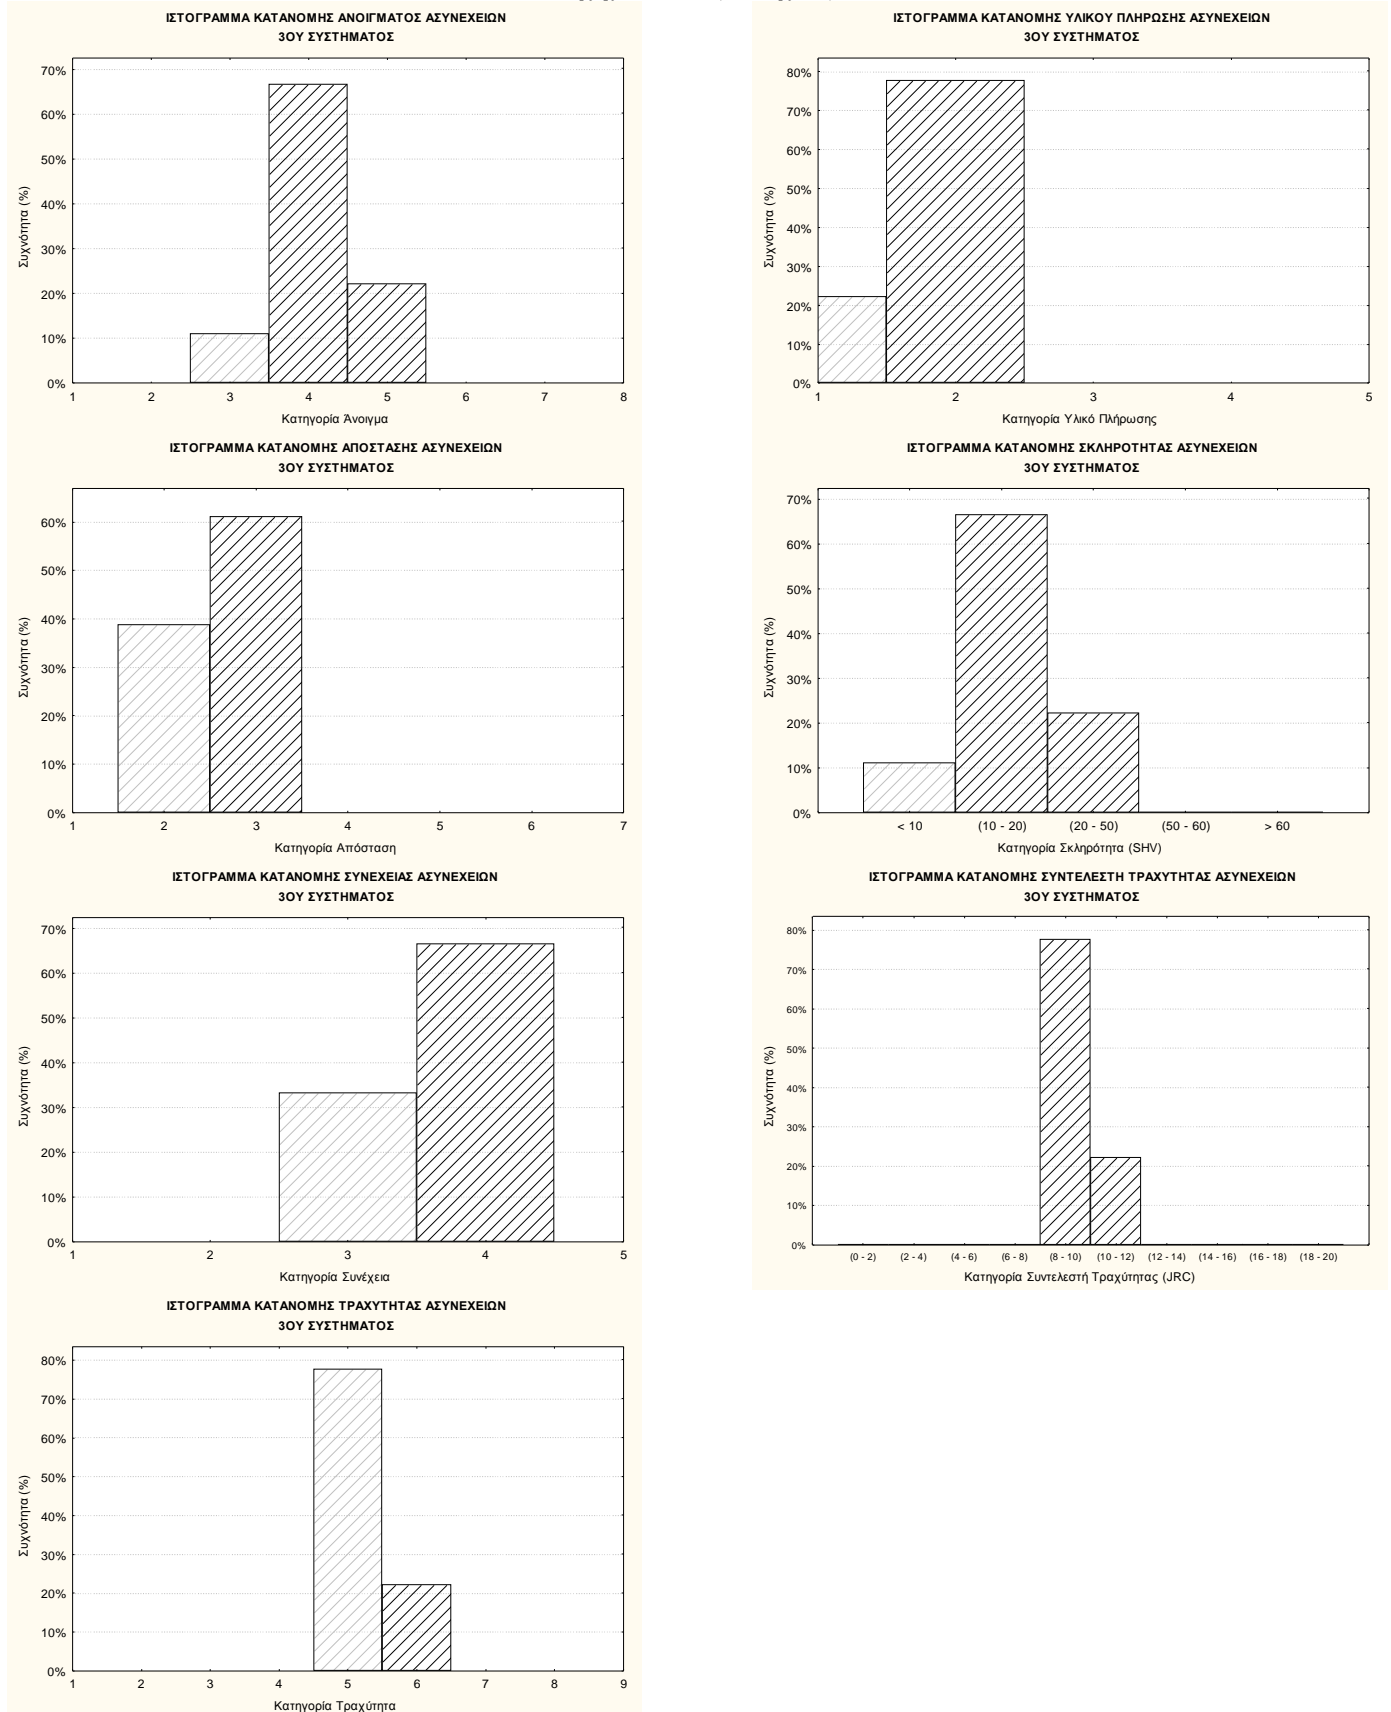 ΙΣΤΟΓΡΑΜΜΑ ΚΑΤΑΝΟΜΗΣ ΑΝΟΙΓΜΑΤΟΣ ΑΣΥΝΕΧΕΙΩΝ
3ΟΥ ΣΥΣΤΗΜΑΤΟΣ
70%
60%
50%
40%
30%
20%
10%
0%
Συχνότητα (%)
1 2 3 4 5 6 7 8
Κατηγορία Άνοιγμα
ΙΣΤΟΓΡΑΜΜΑ ΚΑΤΑΝΟΜΗΣ ΥΛΙΚΟΥ ΠΛΗΡΩΣΗΣ ΑΣΥΝΕΧΕΙΩΝ
3ΟΥ ΣΥΣΤΗΜΑΤΟΣ
80%
70%
60%
50%
40%
30%
20%
10%
0%
Συχνότητα (%)
1 2 3 4 5
Κατηγορία Υλικό Πλήρωσης
ΙΣΤΟΓΡΑΜΜΑ ΚΑΤΑΝΟΜΗΣ ΑΠΟΣΤΑΣΗΣ ΑΣΥΝΕΧΕΙΩΝ
3ΟΥ ΣΥΣΤΗΜΑΤΟΣ
60%
50%
40%
30%
20%
10%
0%
Συχνότητα (%)
1 2 3 4 5 6 7
Κατηγορία Απόσταση
ΙΣΤΟΓΡΑΜΜΑ ΚΑΤΑΝΟΜΗΣ ΣΚΛΗΡΟΤΗΤΑΣ ΑΣΥΝΕΧΕΙΩΝ
3ΟΥ ΣΥΣΤΗΜΑΤΟΣ
70%
60%
50%
40%
30%
20%
10%
0%
Συχνότητα (%)
< 10 (10 - 20) (20 - 50) (50 - 60) > 60
Κατηγορία Σκληρότητα (SHV)
ΙΣΤΟΓΡΑΜΜΑ ΚΑΤΑΝΟΜΗΣ ΣΥΝΕΧΕΙΑΣ ΑΣΥΝΕΧΕΙΩΝ
3ΟΥ ΣΥΣΤΗΜΑΤΟΣ
70%
60%
50%
40%
30%
20%
10%
0%
Συχνότητα (%)
1 2 3 4 5
Κατηγορία Συνέχεια
ΙΣΤΟΓΡΑΜΜΑ ΚΑΤΑΝΟΜΗΣ ΣΥΝΤΕΛΕΣΤΗ ΤΡΑΧΥΤΗΤΑΣ ΑΣΥΝΕΧΕΙΩΝ
3ΟΥ ΣΥΣΤΗΜΑΤΟΣ
80%
70%
60%
50%
40%
30%
20%
10%
0%
Συχνότητα (%)
(0 - 2) (2 - 4) (4 - 6) (6 - 8) (8 - 10) (10 - 12) (12 - 14) (14 - 16) (16 - 18) (18 - 20)
Κατηγορία Συντελεστή Τραχύτητας (JRC)
ΙΣΤΟΓΡΑΜΜΑ ΚΑΤΑΝΟΜΗΣ ΤΡΑΧΥΤΗΤΑΣ ΑΣΥΝΕΧΕΙΩΝ
3ΟΥ ΣΥΣΤΗΜΑΤΟΣ
80%
70%
60%
50%
40%
30%
20%
10%
0%
Συχνότητα (%)
1 2 3 4 5 6 7 8 9
Κατηγορία Τραχύτητα